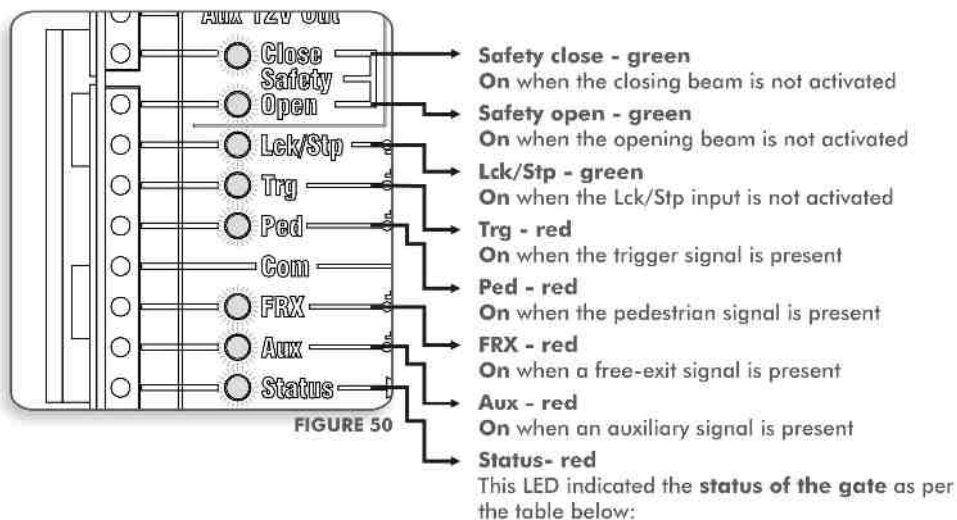 Aux 12V Out
Close
Safety
Open
Lck/Stp
Trg
Ped
Com
FRX
Aux
Status
FIGURE 50
Safety close - green
On when the closing beam is not activated
Safety open - green
On when the opening beam is not activated
Lck/Stp - green
On when the Lck/Stp input is not activated
Trg - red
On when the trigger signal is present
Ped - red
On when the pedestrian signal is present
FRX - red
On when a free-exit signal is present
Aux - red
On when an auxiliary signal is present
Status- red
This LED indicated the status of the gate as per
the table below: